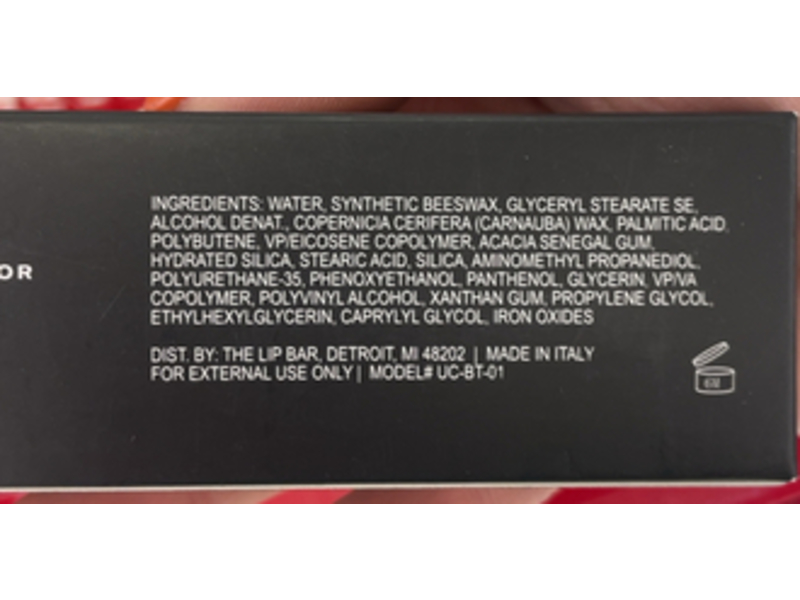 INGREDIENTS: WATER, SYNTHETIC BEESWAX, GLYCERYL STEARATE SE,
ALCOHOL DENAT., COPERNICIA CERIFERA (CARNAUBA) WAX, PALMITIC ACID,
POLYBUTENE, VP/EICOSENE COPOLYMER, ACACIA SENEGAL GUM,
HYDRATED SILICA, STEARIC ACID, SILICA, AMINOMETHYL PROPANEDIOL,
OR
POLYURETHANE-35, PHENOXYETHANOL, PANTHENOL, GLYCERIN, VP/VA
COPOLYMER, POLYVINYL ALCOHOL, XANTHAN GUM, PROPYLENE GLYCOL,
ETHYLHEXYLGLYCERIN, CAPRYLYL GLYCOL, IRON OXIDES
DIST. BY: THE LIP BAR, DETROIT, MI 48202 | MADE IN ITALY
FOR EXTERNAL USE ONLY | MODEL# UC-BT-01